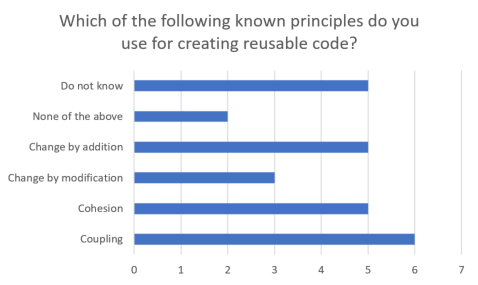 Which of the following known principles do you
use for creating reusable code?
Do not know
None of the above
Change by addition
Change by modification
Cohesion
Coupling
0 1 2 3 4 5 6 7